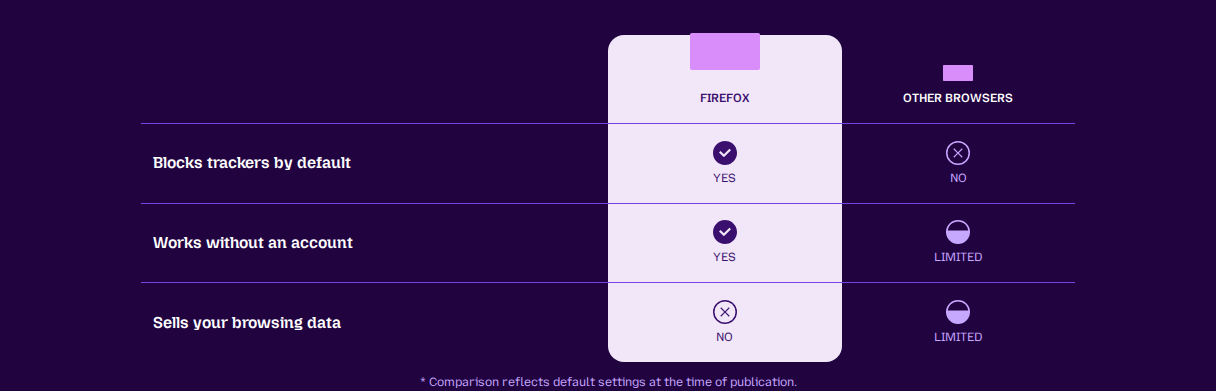 FIREFOX
OTHER BROWSERS
Blocks trackers by default
YES
NO
Works without an account
YES
LIMITED
Sells your browsing data
NO
LIMITED
* Comparison reflects default settings at the time of publication.